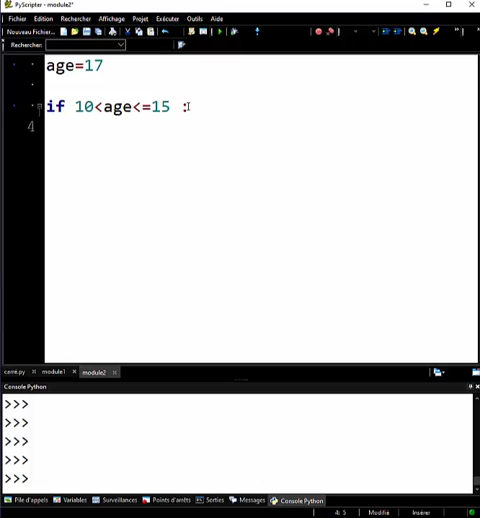 PyScripter - module2*
Fichier Edition Rechercher Affichage Projet Exécuter Outils Aide
Nouveau Fichier...
Rechercher:
age=17
if 10<age<=15 :
4
carré.py module1 module2
Console Python
>>>
>>>
>>>
>>>
>>>
Pile d'appels Variables Surveillances Points d'arrêts Sorties Messages Console Python
4: 5 Modifié Insérer